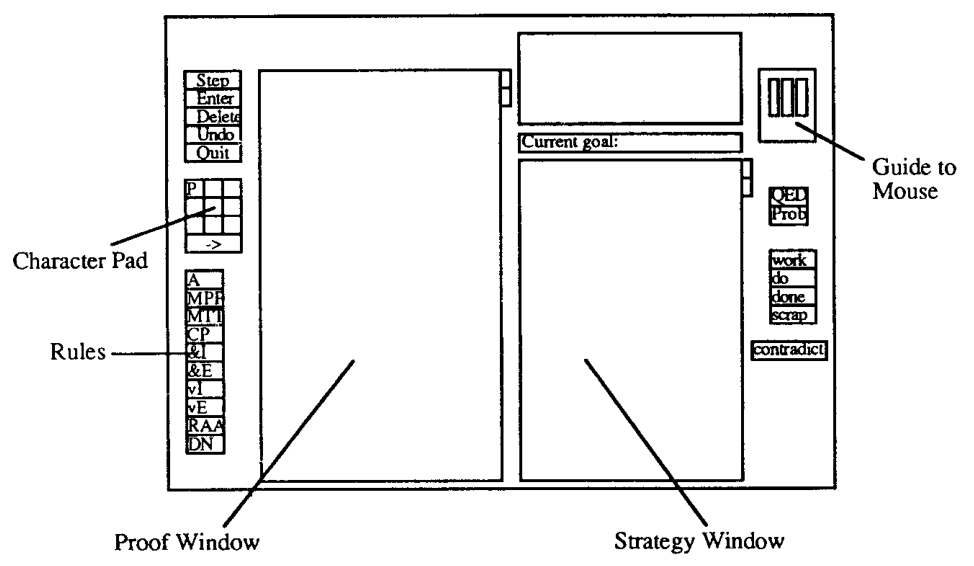 Step
Enter
Delete
Undo
Quit
P
->
Character Pad
A
MPP
MTT
CP
Rules
&I
&E
vI
vE
RAA
DN
Proof Window
Current goal:
Strategy Window
Guide to
Mouse
QED
Prob
work
do
done
scrap
contradict